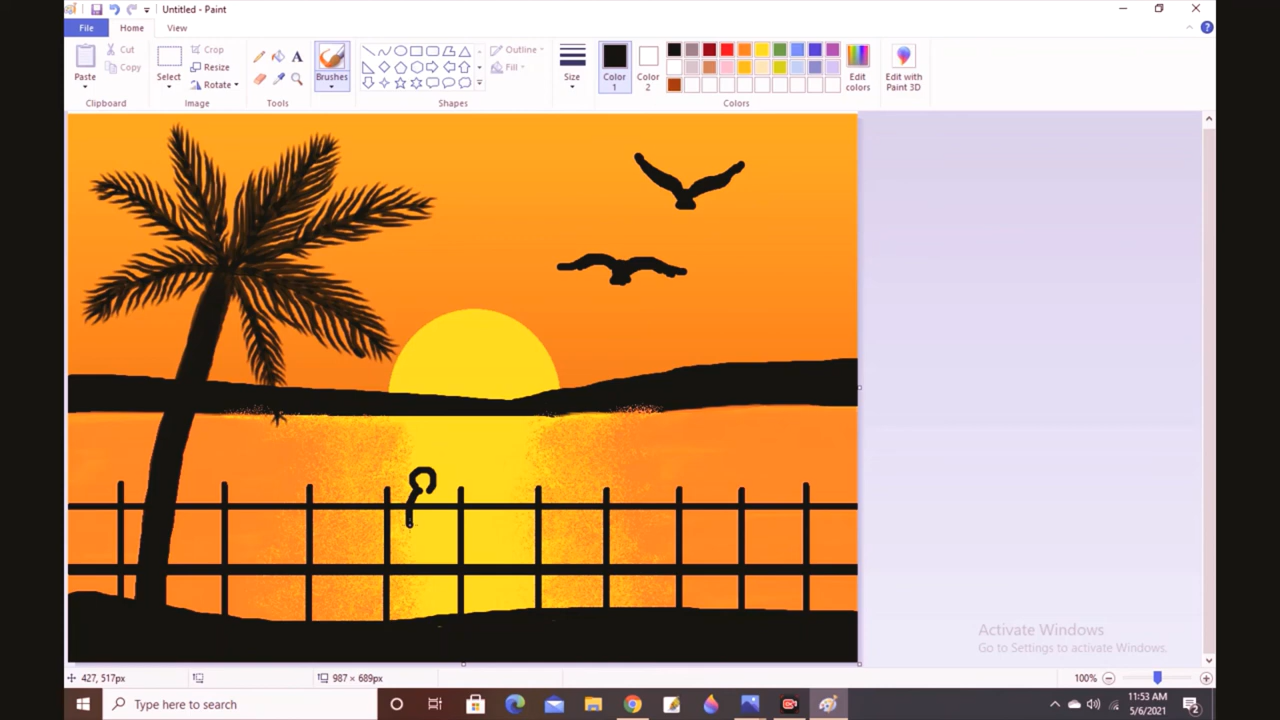 Untitled - Paint
File Home View
Paste
Cut
Copy
Clipboard
Select
Crop
Resize
Rotate
Image
A
Tools
Brushes
Outline
Fill
Shapes
Size
Color
1
Color
2
Edit
colors
Colors
Edit with
Paint 3D
Activate Windows
Go to Settings to activate Windows.
427, 517px
987 × 689px
100%
Type here to search
11:53 AM
5/6/2021
2